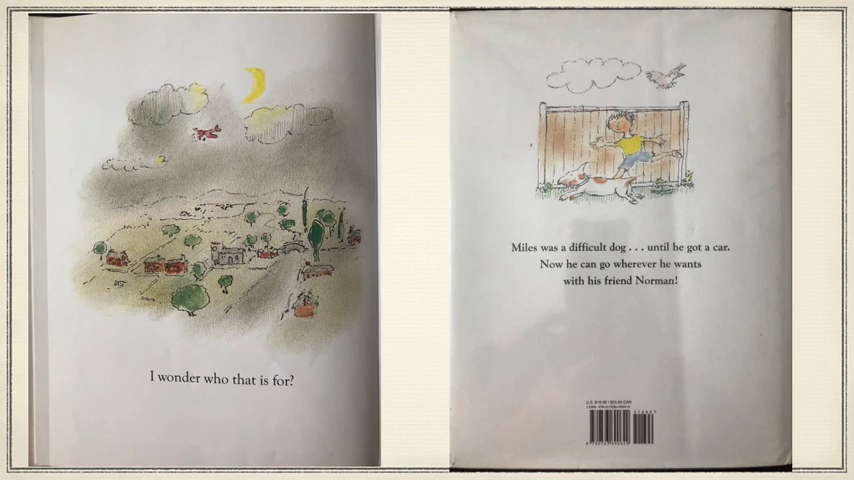 I wonder who that is for?
Miles was a difficult dog . . . until he got a car.
Now he can go wherever he wants
with his friend Norman!